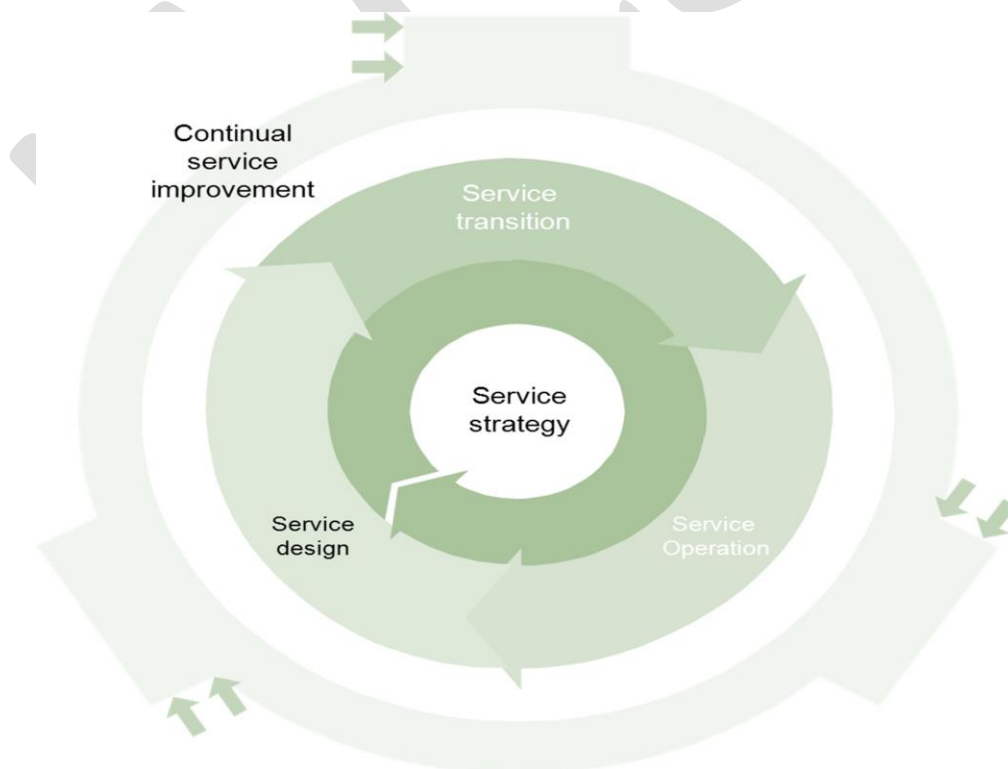 Continual
service
improvement
Service
transition
Service
strategy
Service
design
Service
Operation